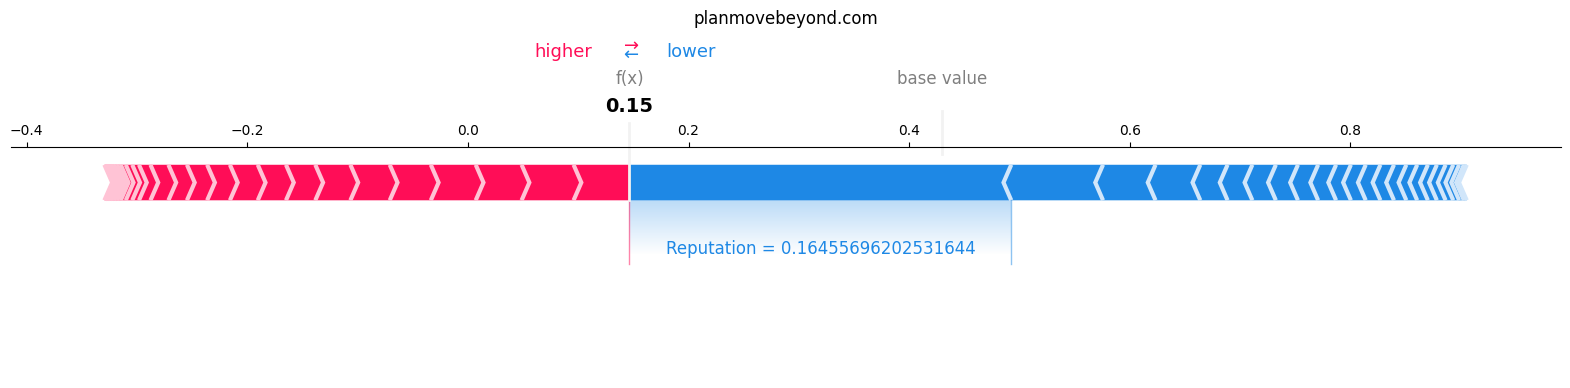 planmovebeyond.com
higher ⇄ lower
f(x) base value
0.15
−0.4 −0.2 0.0 0.2 0.4 0.6 0.8
Reputation = 0.16455696202531644